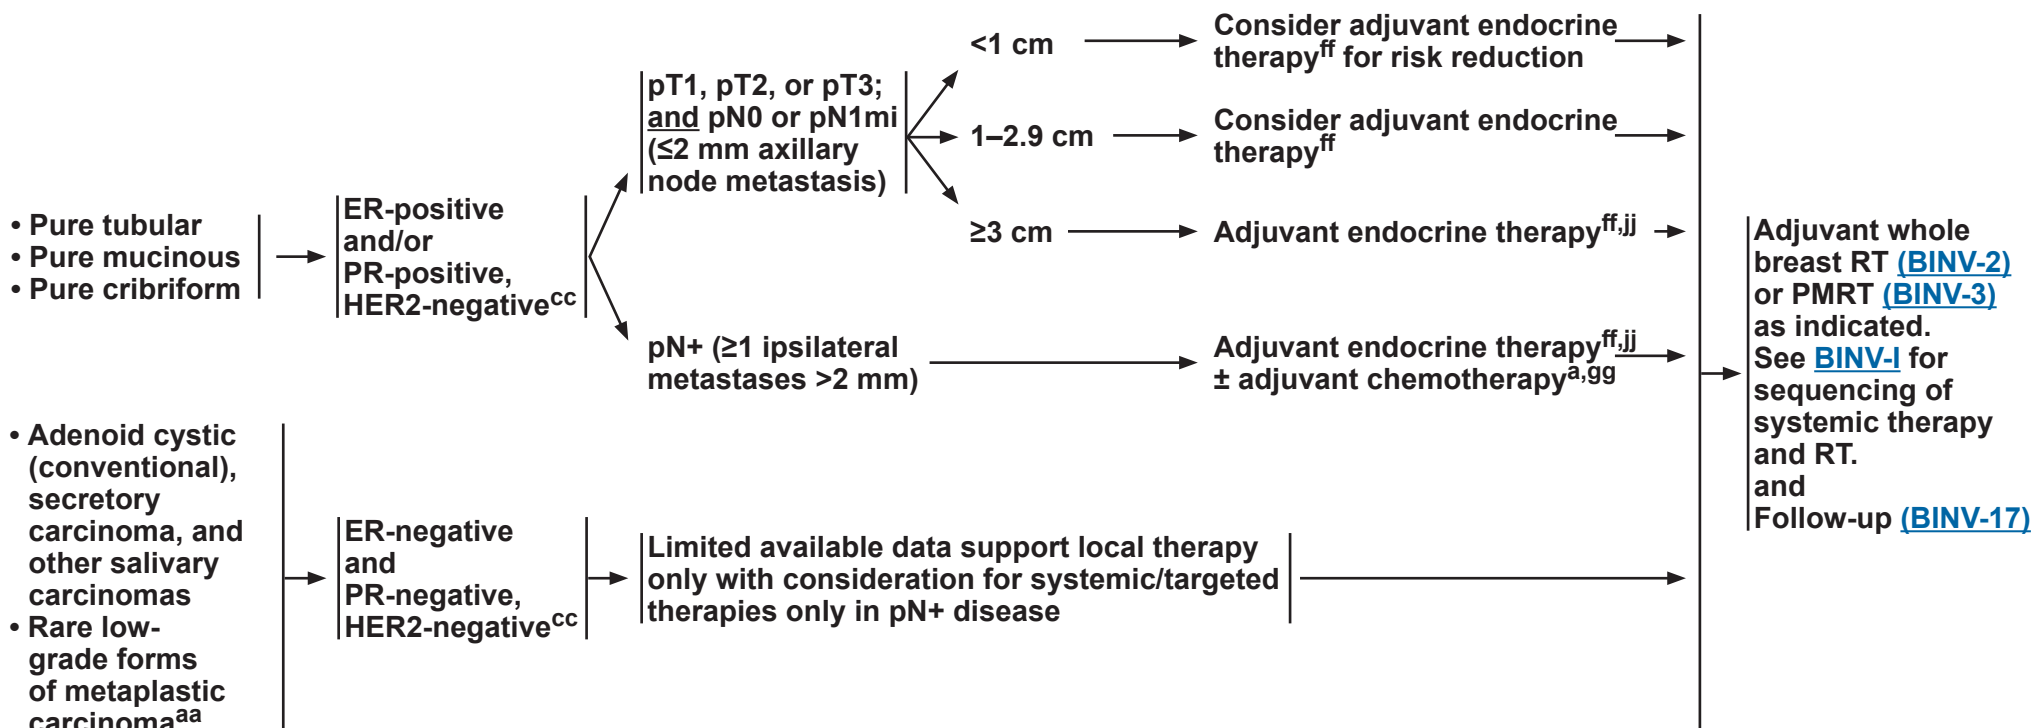 • Pure tubular
• Pure mucinous
• Pure cribriform
ER-positive
and/or
PR-positive,
HER2-negativecc
pT1, pT2, or pT3;
and pN0 or pN1mi
(≤2 mm axillary
node metastasis)
<1 cm
Consider adjuvant endocrine
therapyff for risk reduction
1–2.9 cm
Consider adjuvant endocrine
therapyff
≥3 cm
Adjuvant endocrine therapyff,jj
pN+ (≥1 ipsilateral
metastases >2 mm)
Adjuvant endocrine therapyff,jj
± adjuvant chemotherapya,gg
• Adenoid cystic
(conventional),
secretory
carcinoma, and
other salivary
carcinomas
• Rare low-
grade forms
of metaplastic
carcinomaaa
ER-negative
and
PR-negative,
HER2-negativecc
Limited available data support local therapy
only with consideration for systemic/targeted
therapies only in pN+ disease
Adjuvant whole
breast RT (BINV-2)
or PMRT (BINV-3)
as indicated.
See BINV-I for
sequencing of
systemic therapy
and RT.
and
Follow-up (BINV-17)